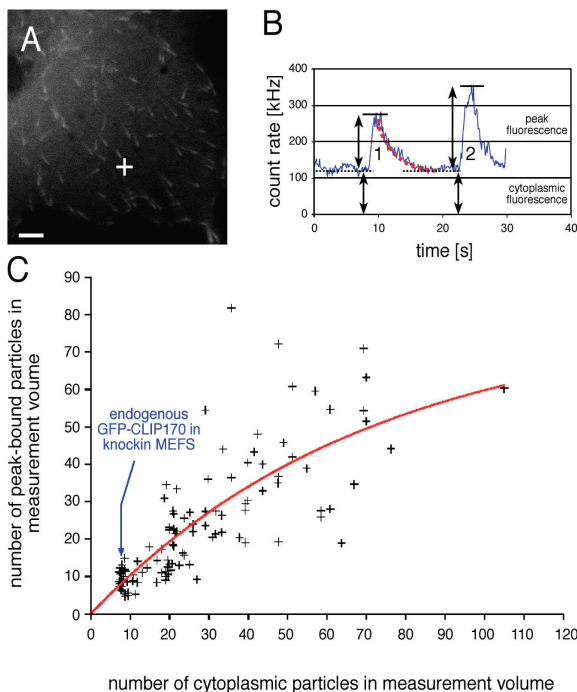 A
B
count rate [kHz]
400
300
200
100
0
peak
fluorescence
cytoplasmic
fluorescence
1
2
0
10
20
30
40
time [s]
C
number of peak-bound particles in
measurement volume
90
80
70
60
50
40
30
20
10
0
endogenous
GFP-CLIP170 in
knockin MEFS
0
10
20
30
40
50
60
70
80
90
100
110
120
number of cytoplasmic particles in measurement volume